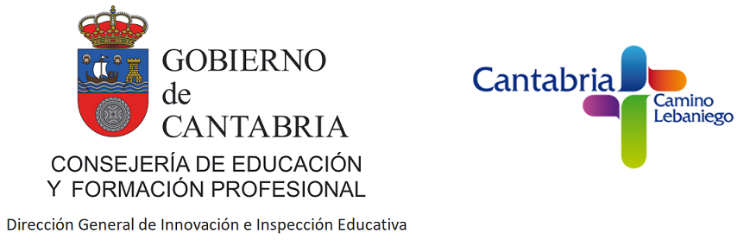 GOBIERNO
de
CANTABRIA
CONSEJERÍA DE EDUCACIÓN
Y FORMACIÓN PROFESIONAL
Dirección General de Innovación e Inspección Educativa
Cantabria
Camino
Lebaniego